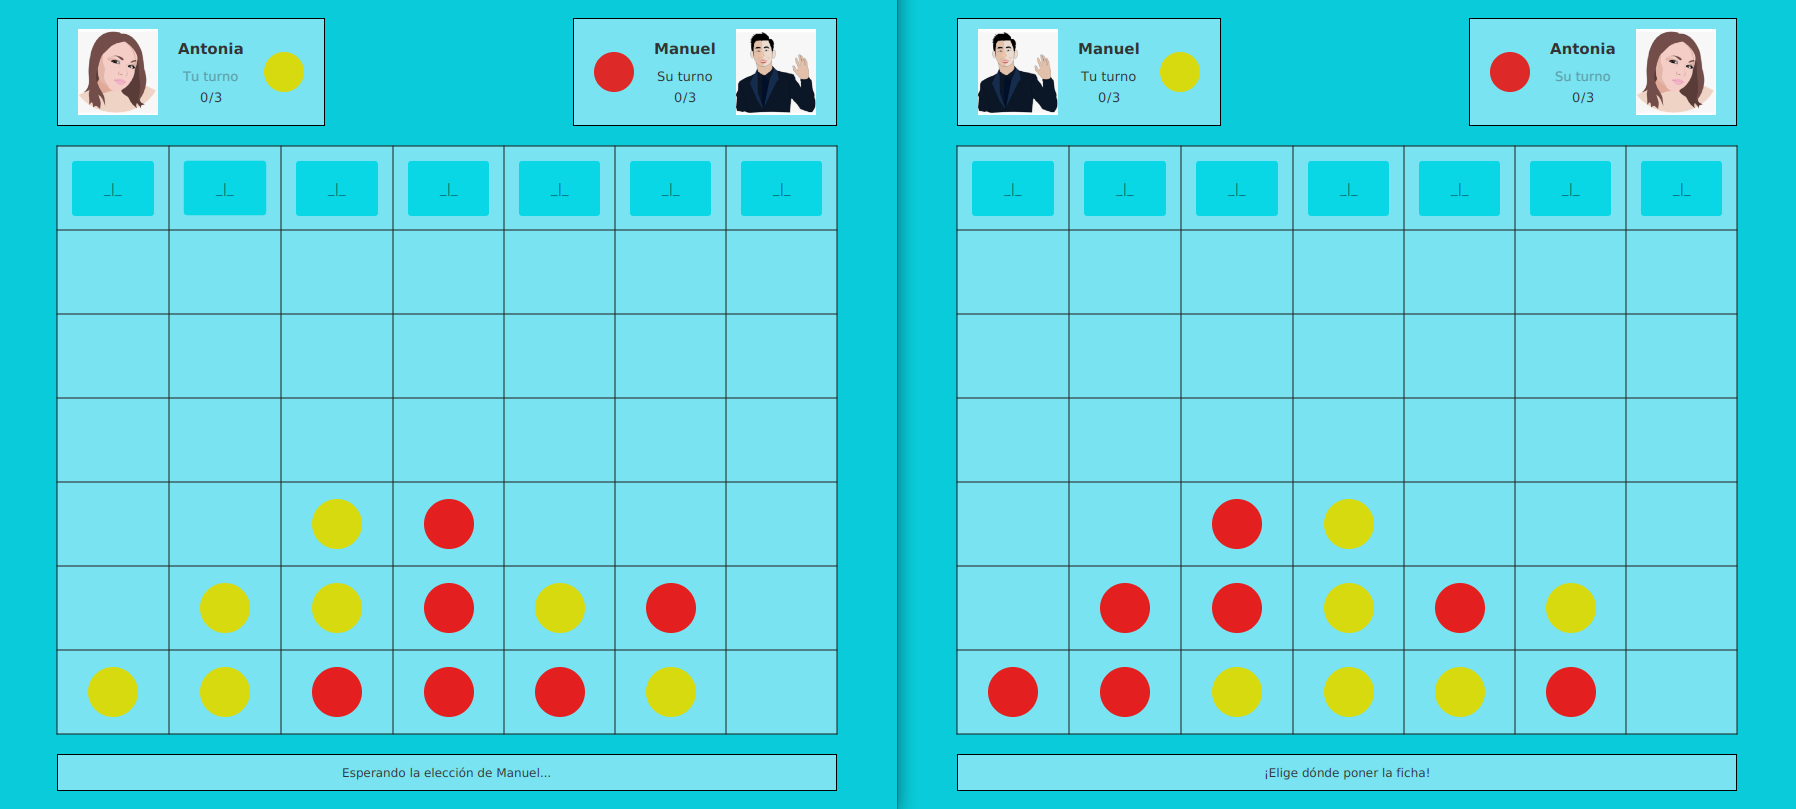 Antonia
Tu turno
0/3
Manuel
Su turno
0/3
_|_ _|_ _|_ _|_ _|_ _|_ _|_
Esperando la elección de Manuel...
Manuel
Tu turno
0/3
Antonia
Su turno
0/3
_|_ _|_ _|_ _|_ _|_ _|_ _|_
¡Elige dónde poner la ficha!